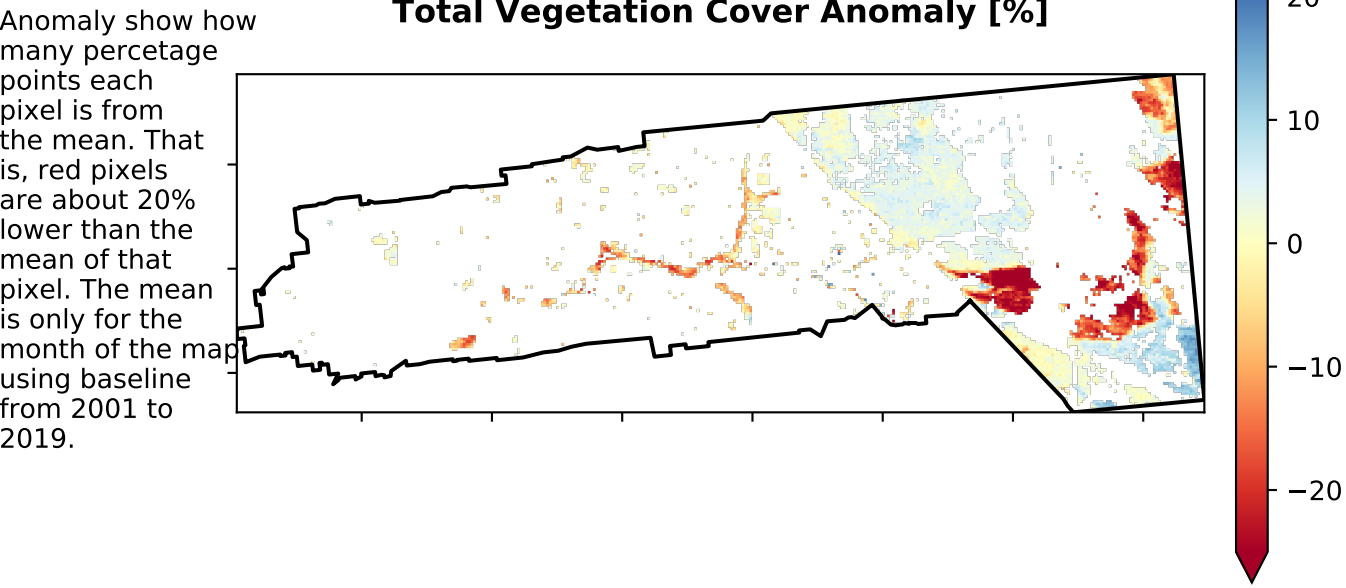 Total Vegetation Cover Anomaly [%]
Anomaly show how
many percetage
points each
pixel is from
the mean. That
is, red pixels
are about 20%
lower than the
mean of that
pixel. The mean
is only for the
month of the map
using baseline
from 2001 to
2019.
20
10
0
−10
−20